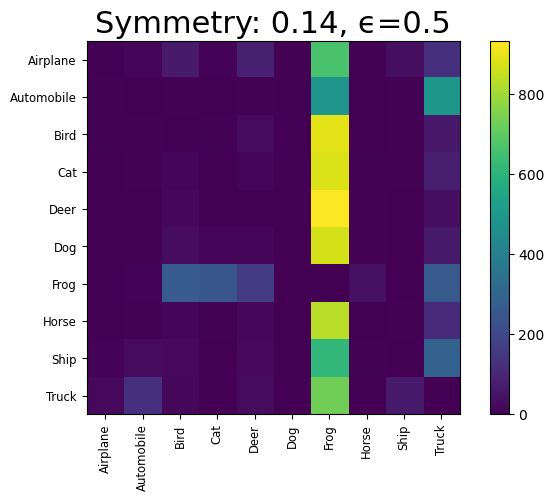 Symmetry: 0.14, ϵ=0.5
Airplane
Automobile
Bird
Cat
Deer
Dog
Frog
Horse
Ship
Truck
Airplane
Automobile
Bird
Cat
Deer
Dog
Frog
Horse
Ship
Truck
800
600
400
200
0